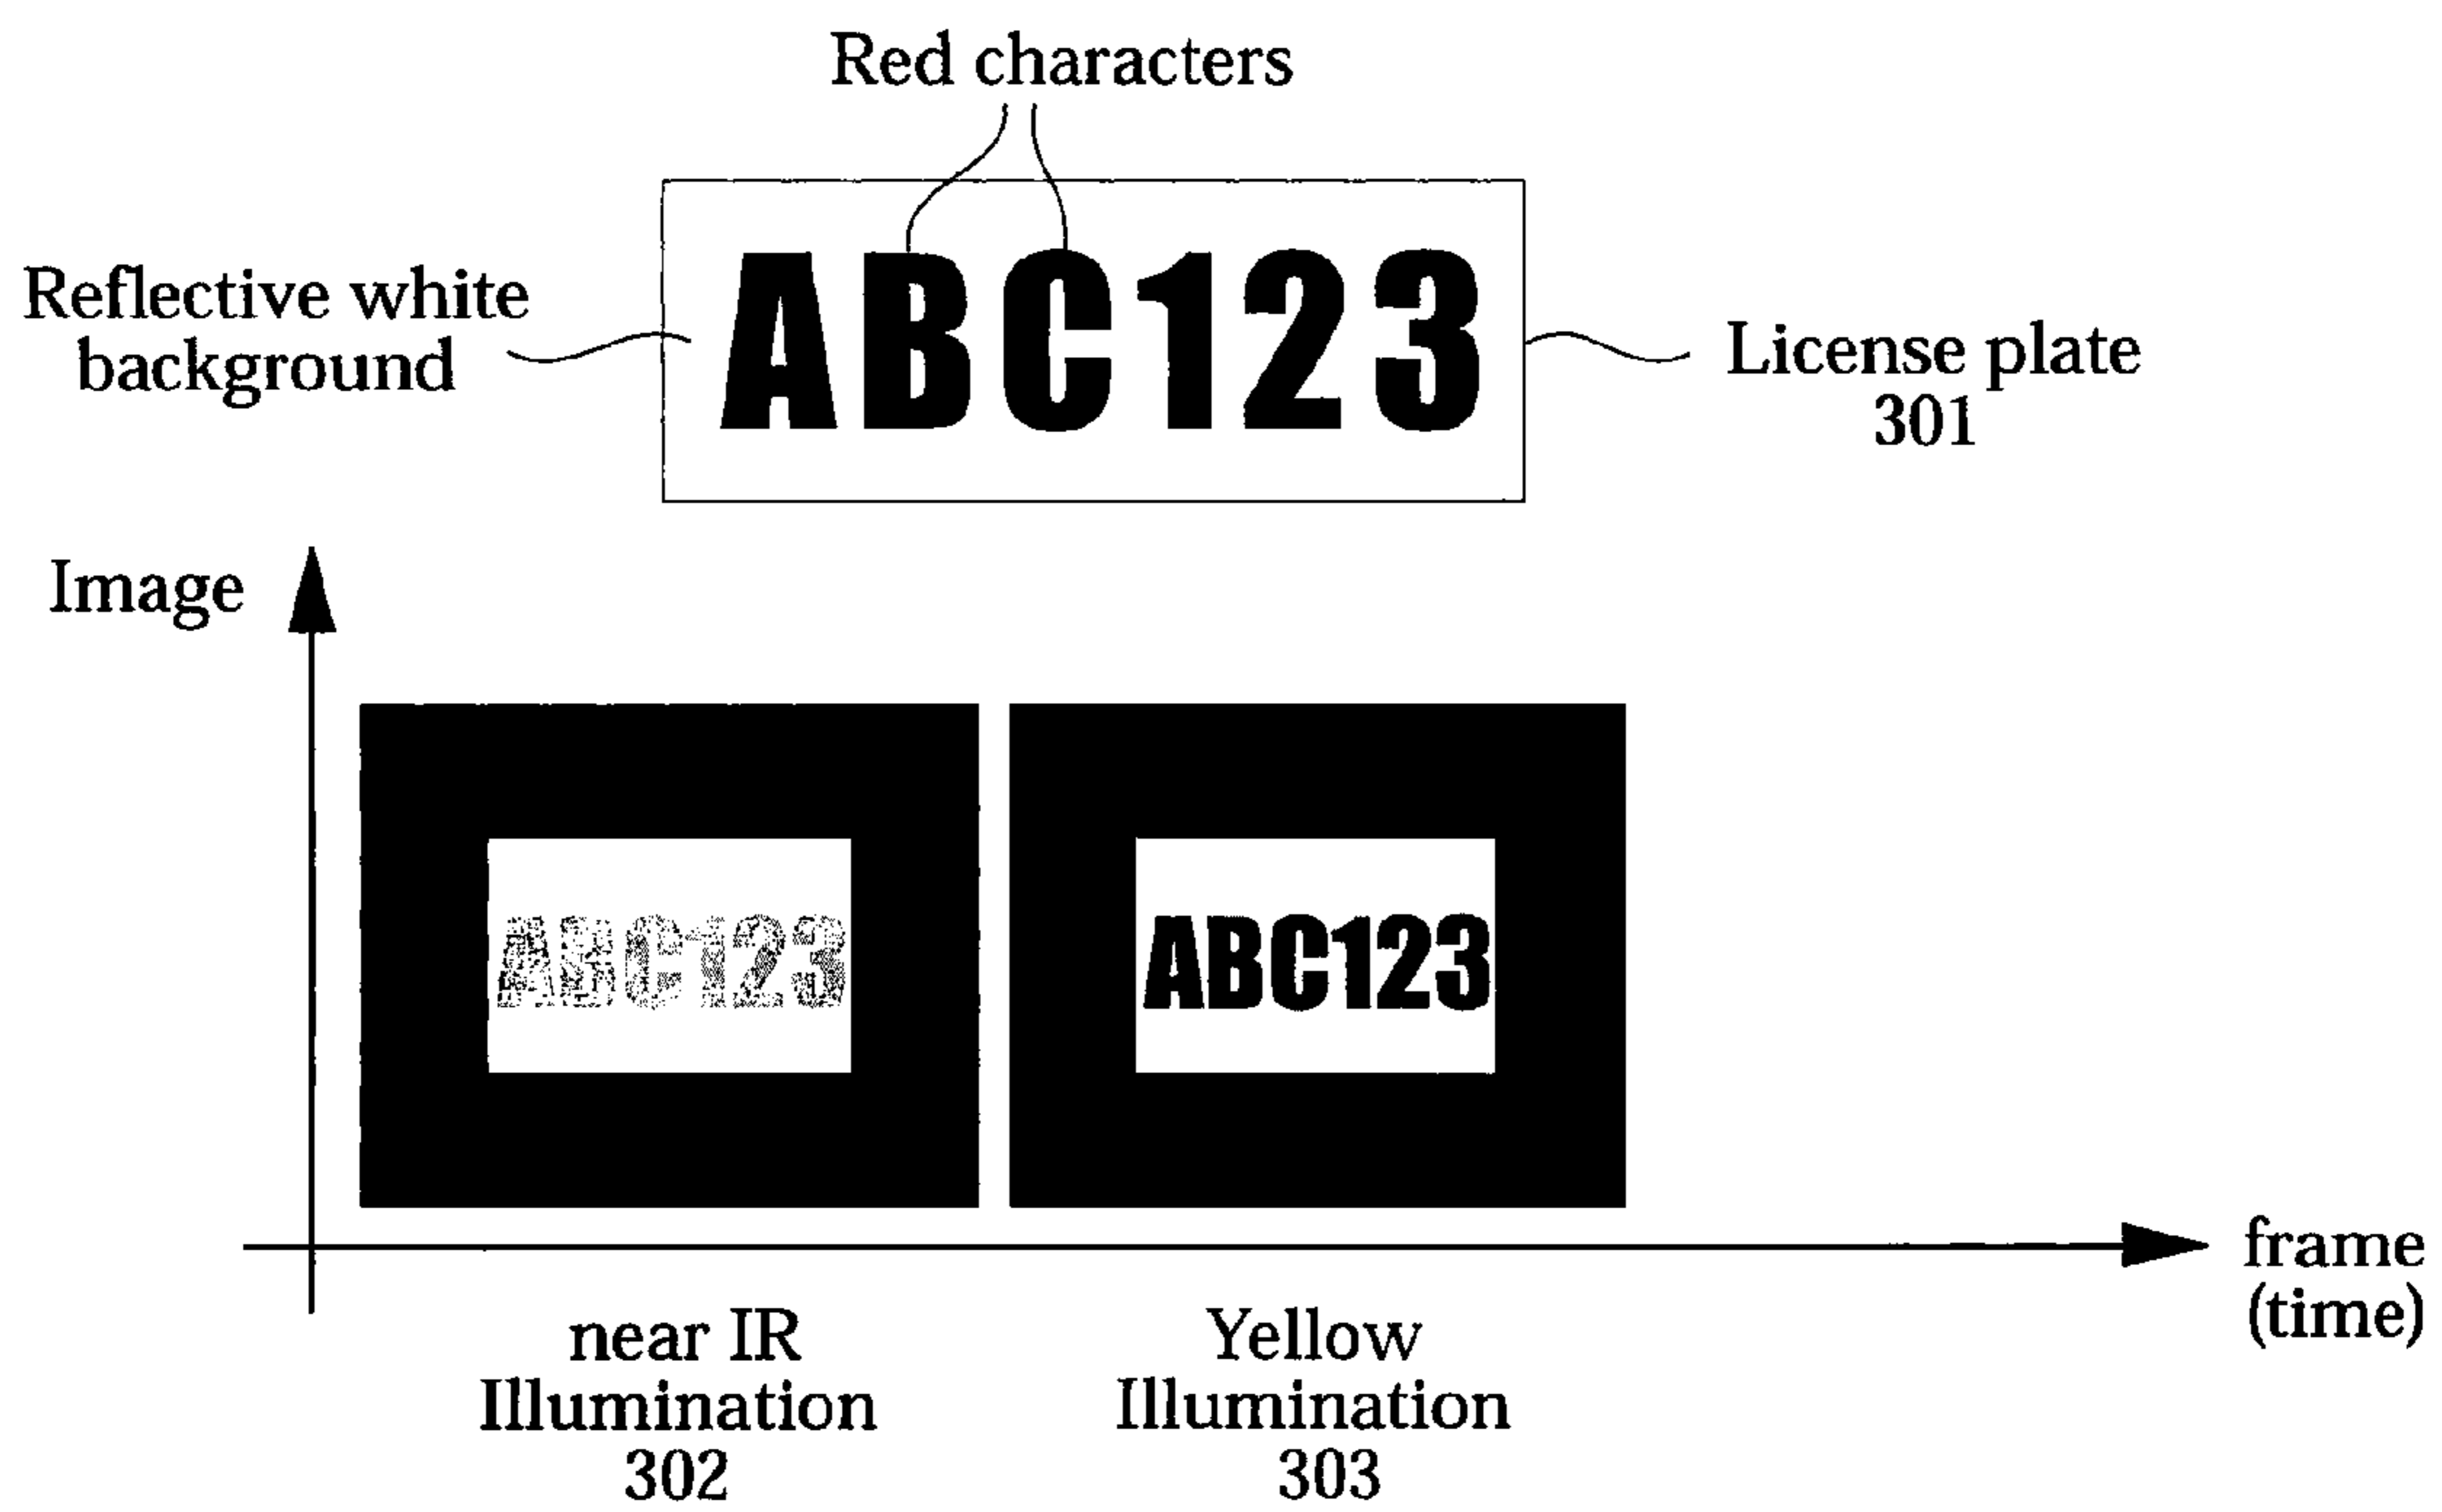 Red characters
Reflective white
background
ABC123
License plate
301
Image
ABC123
ABC123
frame
(time)
near IR
Illumination
302
Yellow
Illumination
303